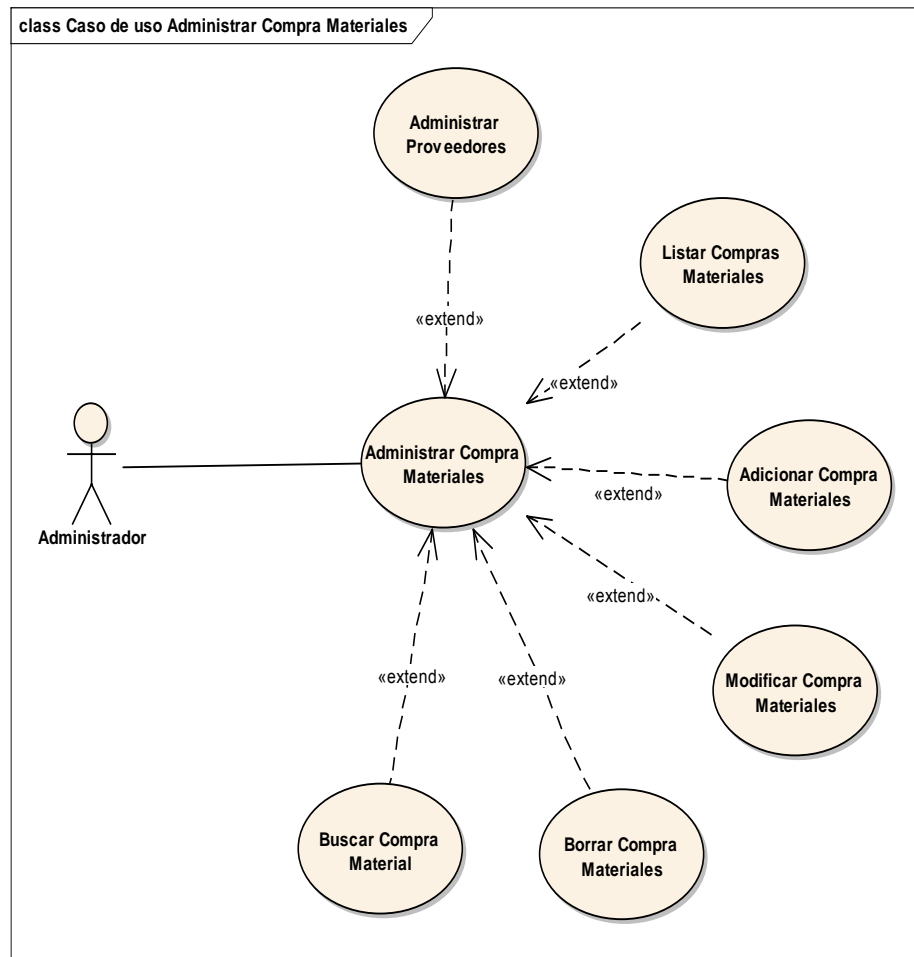 class Caso de uso Administrar Compra Materiales
Administrar
Proveedores
Listar Compras
Materiales
«extend»
«extend»
Administrar Compra
Materiales
Adicionar Compra
Materiales
«extend»
Administrador
«extend»
Modificar Compra
Materiales
«extend»
«extend»
Buscar Compra
Material
Borrar Compra
Materiales